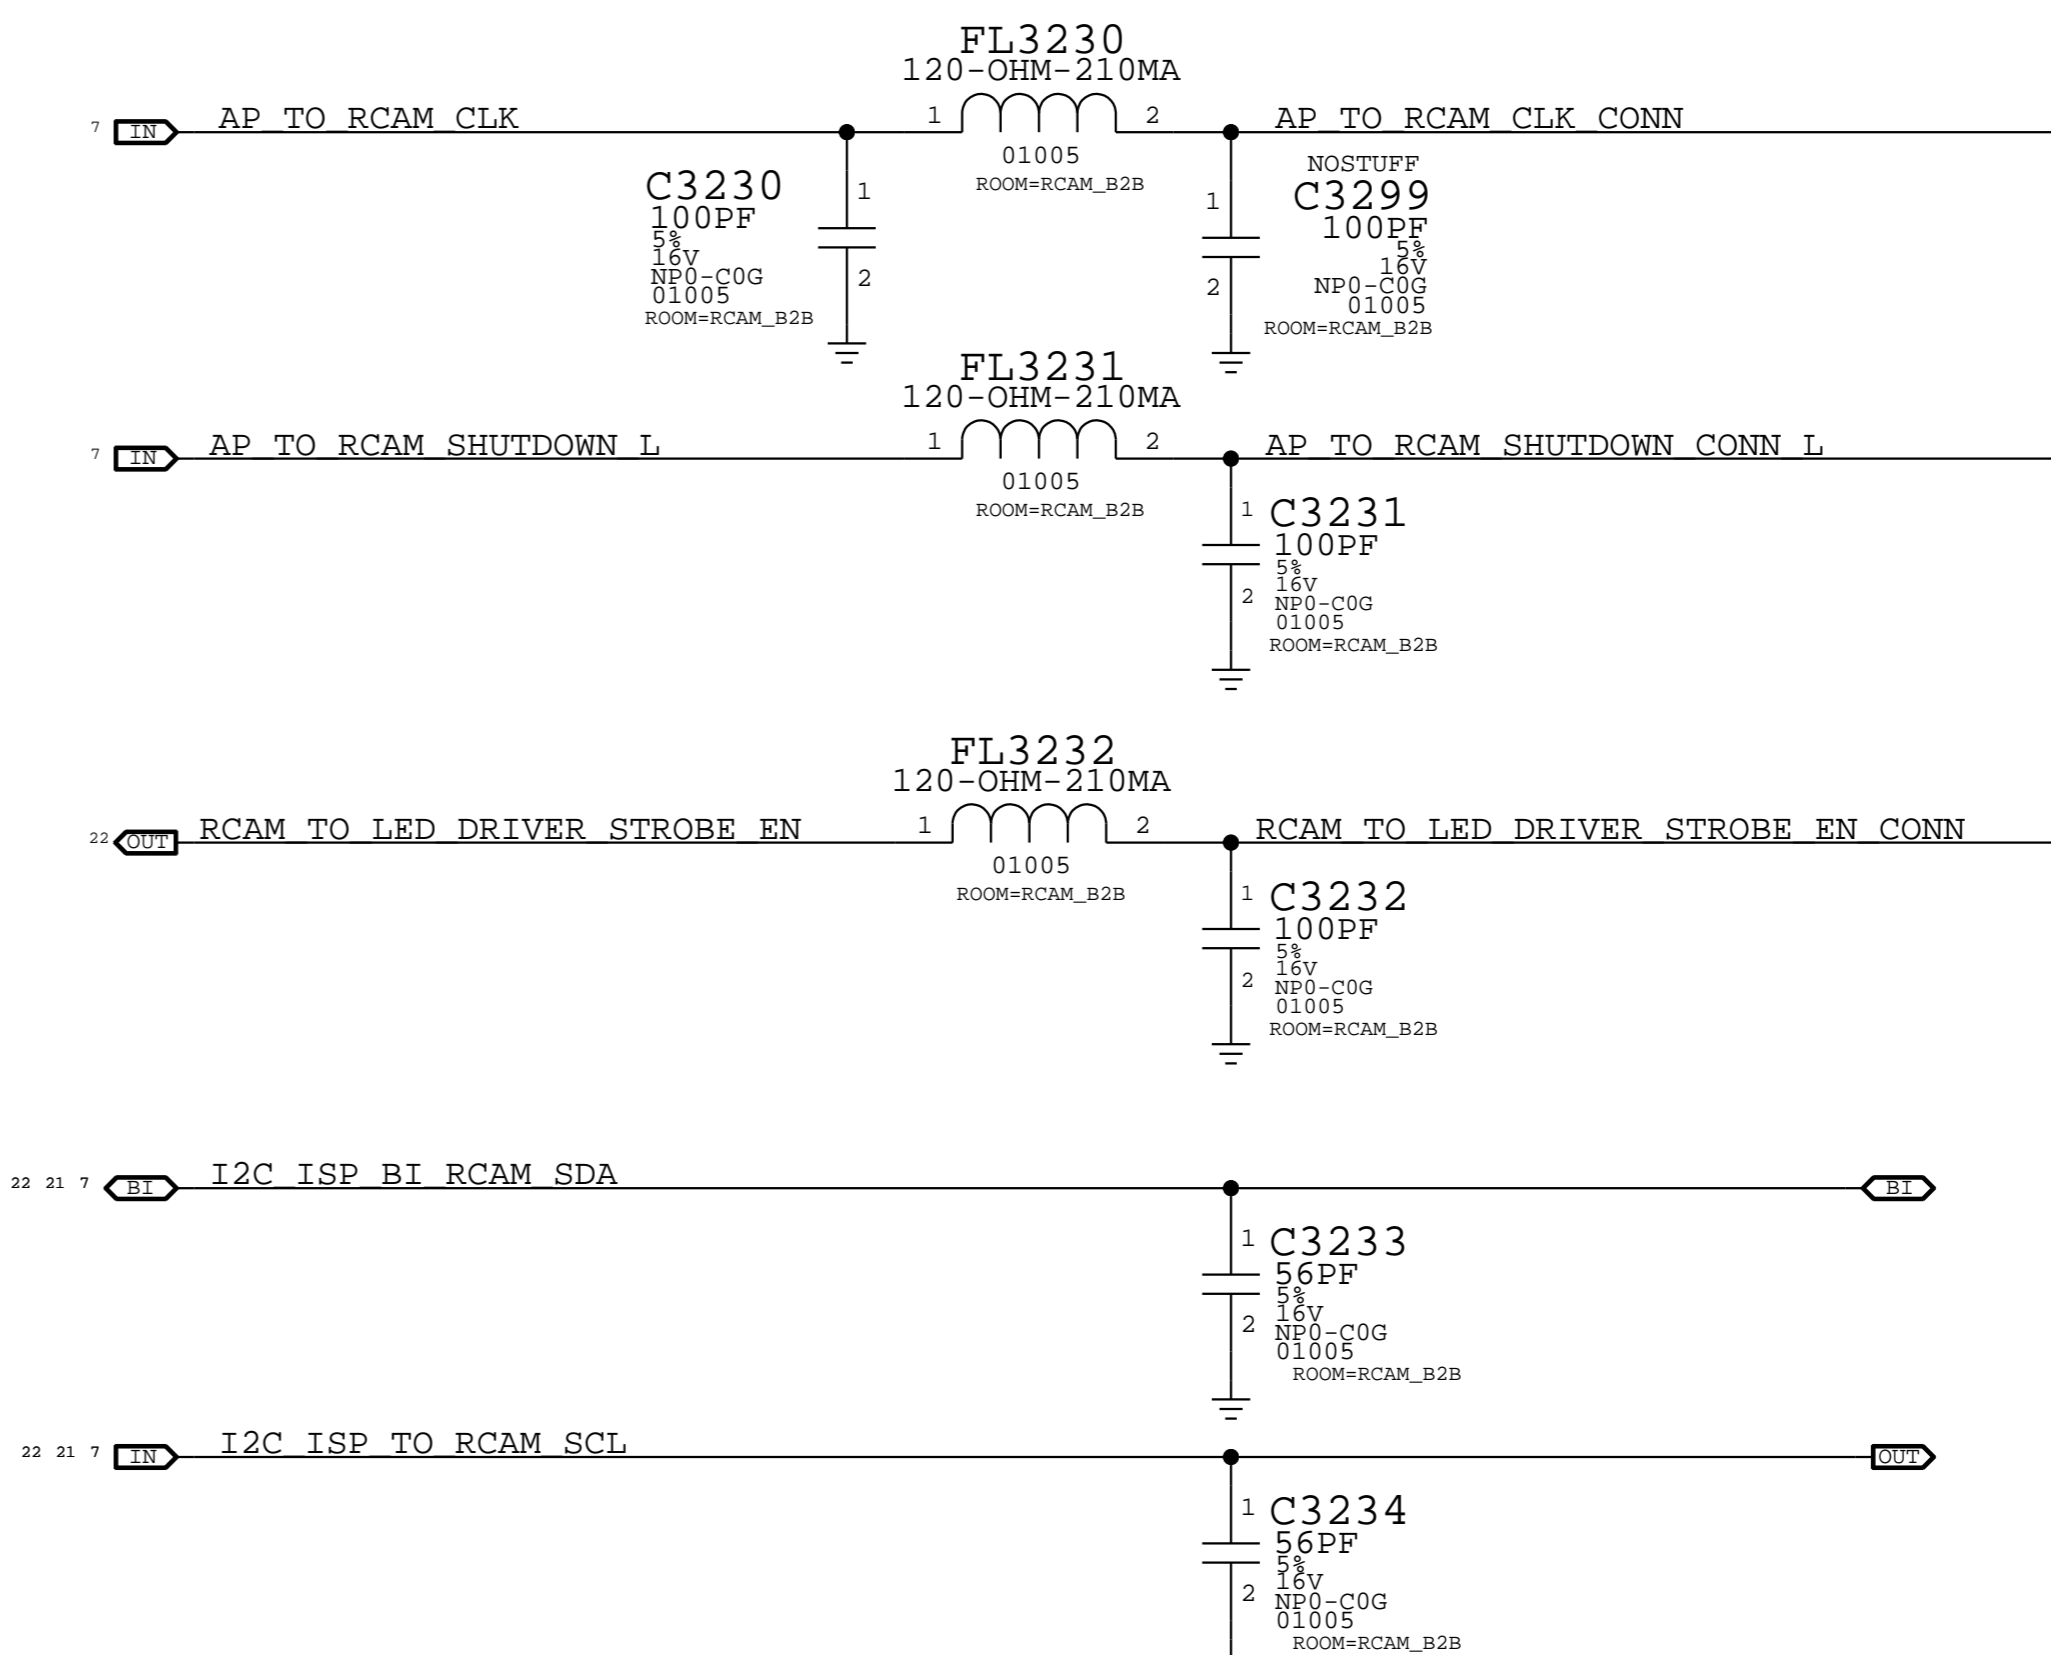 FL3230
120-OHM-210MA
7 IN AP_TO_RCAM_CLK 1 2 AP_TO_RCAM_CLK_CONN
01005
ROOM=RCAM_B2B
C3230
100PF
5%
16V
NP0-C0G
01005
ROOM=RCAM_B2B
1
2
NOSTUFF
C3299
100PF
5%
16V
NP0-C0G
01005
ROOM=RCAM_B2B
1
2
FL3231
120-OHM-210MA
7 IN AP_TO_RCAM_SHUTDOWN_L 1 2 AP_TO_RCAM_SHUTDOWN_CONN_L
01005
ROOM=RCAM_B2B
1
2
C3231
100PF
5%
16V
NP0-C0G
01005
ROOM=RCAM_B2B
FL3232
120-OHM-210MA
22 OUT RCAM_TO_LED_DRIVER_STROBE_EN 1 2 RCAM_TO_LED_DRIVER_STROBE_EN_CONN
01005
ROOM=RCAM_B2B
1
2
C3232
100PF
5%
16V
NP0-C0G
01005
ROOM=RCAM_B2B
22 21 7 BI I2C_ISP_BI_RCAM_SDA BI
1
2
C3233
56PF
5%
16V
NP0-C0G
01005
ROOM=RCAM_B2B
22 21 7 IN I2C_ISP_TO_RCAM_SCL OUT
1
2
C3234
56PF
5%
16V
NP0-C0G
01005
ROOM=RCAM_B2B